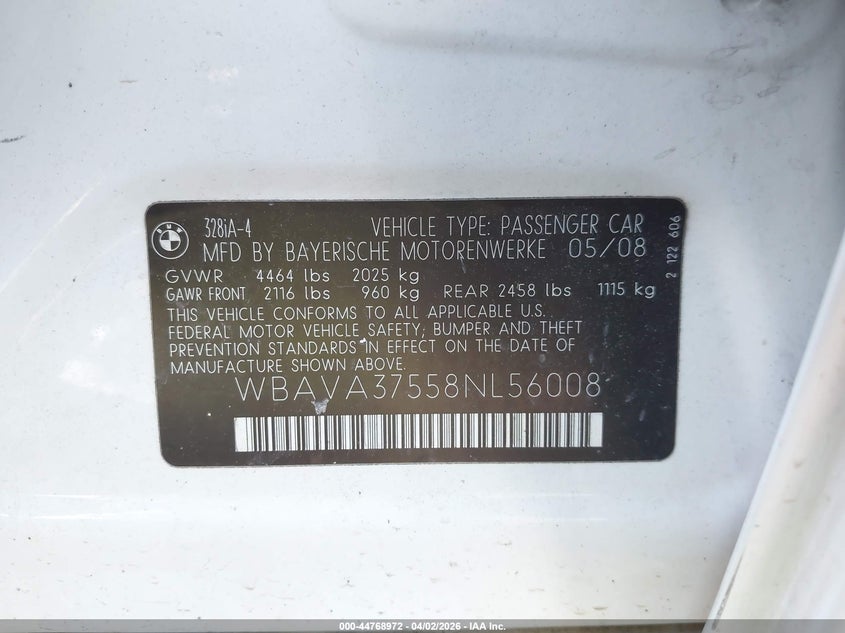 328iA-4 VEHICLE TYPE: PASSENGER CAR
MFD BY BAYERISCHE MOTORENWERKE 05/08
GVWR 4464 lbs 2025 kg
GAWR FRONT 2116 lbs 960 kg REAR 2458 lbs 1115 kg
THIS VEHICLE CONFORMS TO ALL APPLICABLE U.S.
FEDERAL MOTOR VEHICLE SAFETY, BUMPER AND THEFT
PREVENTION STANDARDS IN EFFECT ON THE DATE OF
MANUFACTURE SHOWN ABOVE.
WBAVA37558NL56008
2 122 606
000-44768972 - 04/02/2026 - IAA Inc.